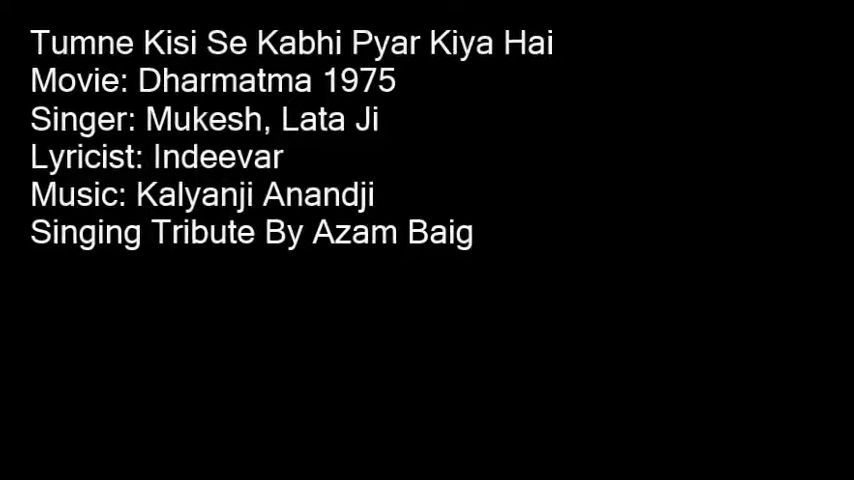 Tumne Kisi Se Kabhi Pyar Kiya Hai
Movie: Dharmatma 1975
Singer: Mukesh, Lata Ji
Lyricist: Indeevar
Music: Kalyanji Anandji
Singing Tribute By Azam Baig